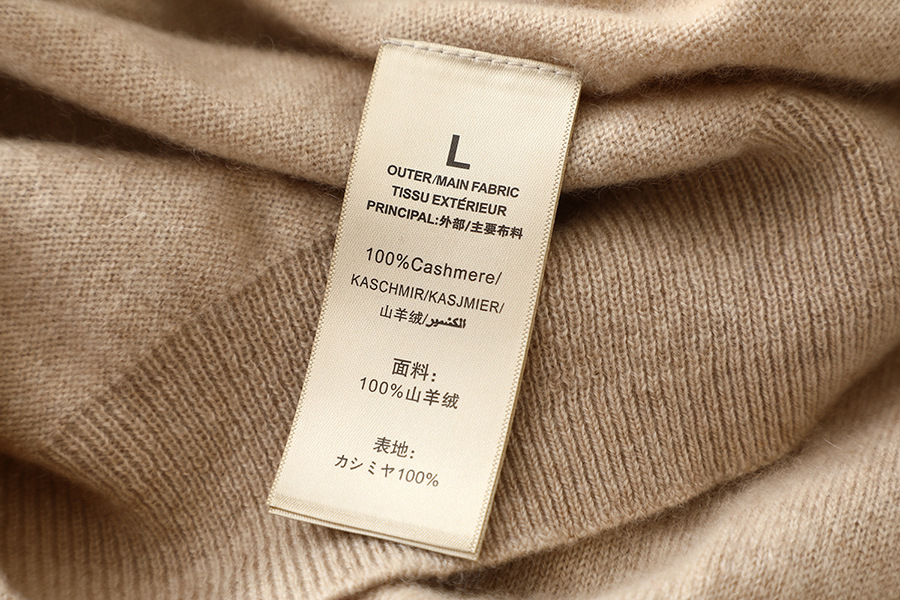 L
OUTER/MAIN FABRIC
TISSU EXTÉRIEUR
PRINCIPAL:外部/主要布料
100%Cashmere/
KASCHMIR/KASJMIER/
山羊绒/الكشمير
面料:
100%山羊绒
表地:
カシミヤ100%